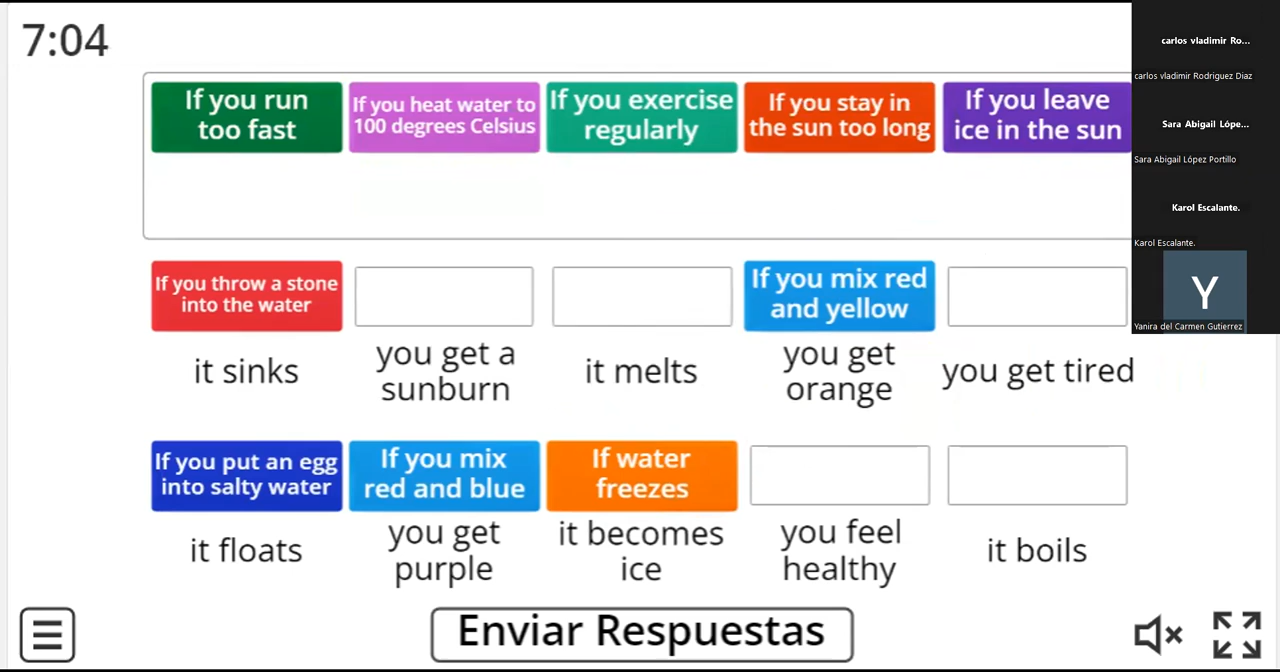 7:04
If you run
too fast
If you heat water to
100 degrees Celsius
If you exercise
regularly
If you stay in
the sun too long
If you leave
ice in the sun
If you throw a stone
into the water
If you mix red
and yellow
it sinks
you get a
sunburn
it melts
you get
orange
you get tired
If you put an egg
into salty water
If you mix
red and blue
If water
freezes
it floats
you get
purple
it becomes
ice
you feel
healthy
it boils
Enviar Respuestas
carlos vladimir Ro...
carlos vladimir Rodriguez Diaz
Sara Abigail Lópe...
Sara Abigail López Portillo
Karol Escalante.
Karol Escalante.
Y
Yanira del Carmen Gutierrez